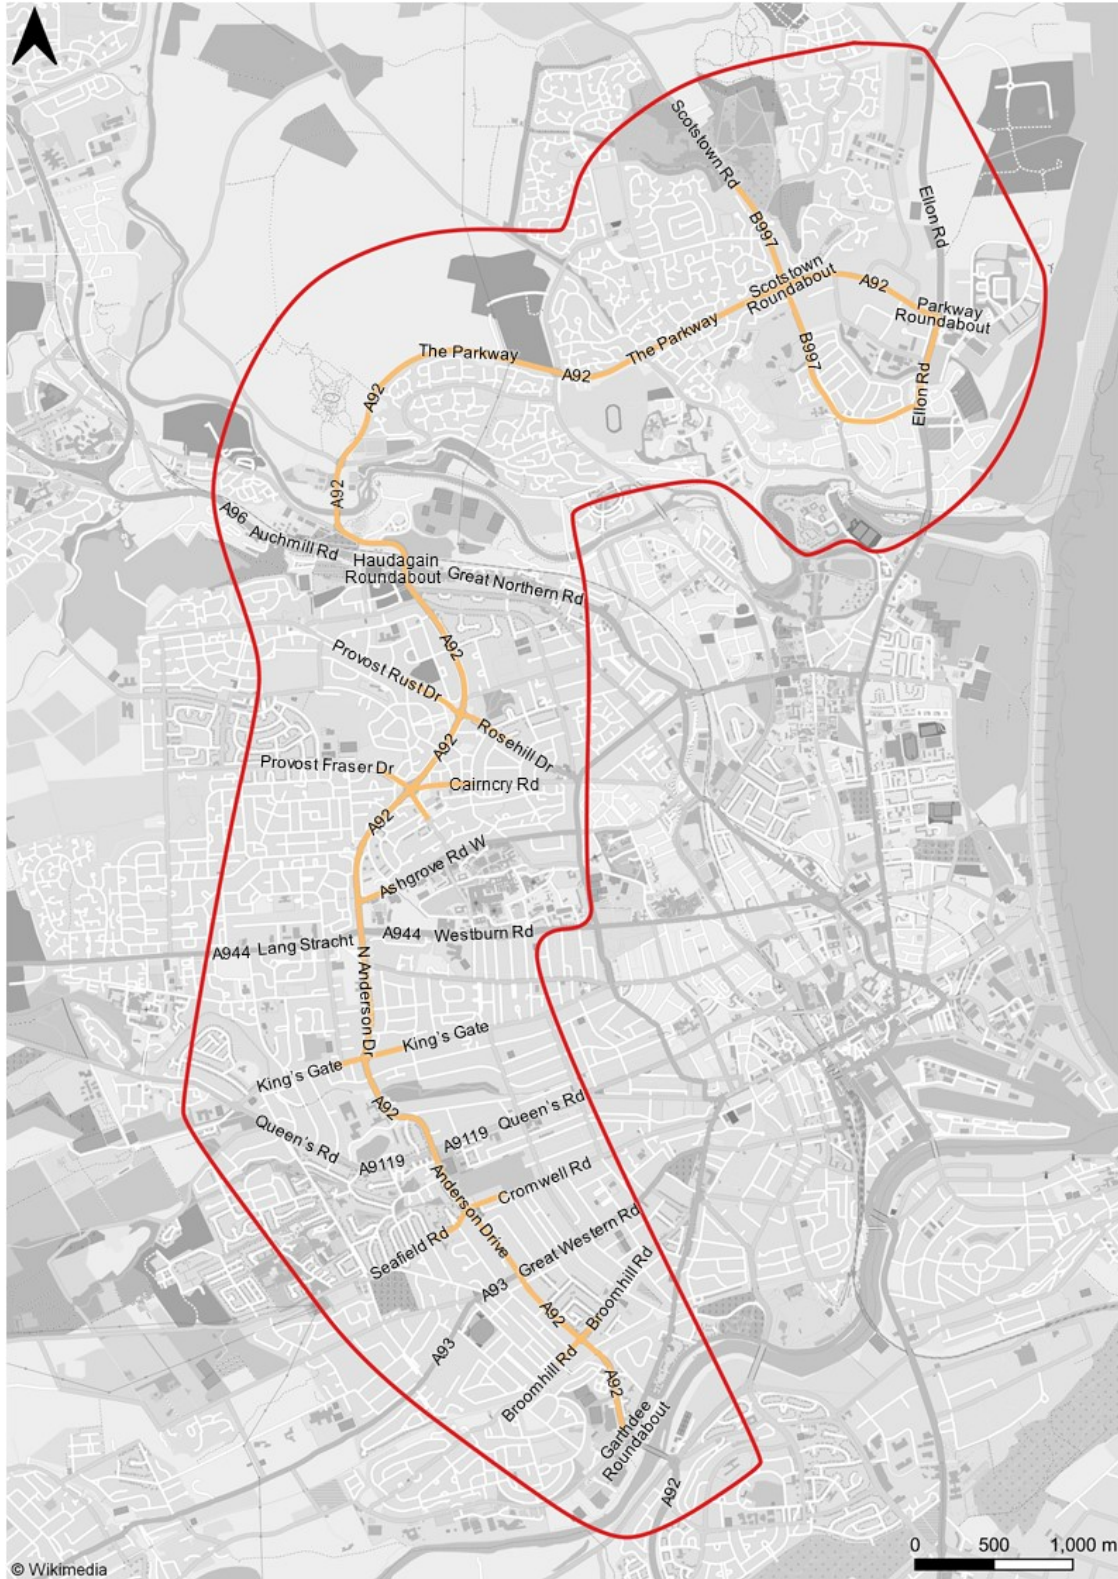 Scotstown Rd
B997
Ellon Rd
Scotstown
Roundabout
A92
Parkway
Roundabout
The Parkway
The Parkway
A92
A92
B997
Ellon Rd
A92
A96
Auchmill Rd
Haudagain
Roundabout
Great Northern Rd
A92
Provost Rust Dr
Rosehill Dr
A92
Provost Fraser Dr
Cairncry Rd
A92
Ashgrove Rd W
A944 Lang Stracht
A944 Westburn Rd
N Anderson Dr
King's Gate
King's Gate
A92
Queen's Rd
A9119
A9119 Queen's Rd
Anderson Drive
Cromwell Rd
Seafield Rd
Great Western Rd
A93
A92
Broomhill Rd
A93
Broomhill Rd
A92
Garthdee
Roundabout
A92
0 500 1,000 m
© Wikimedia